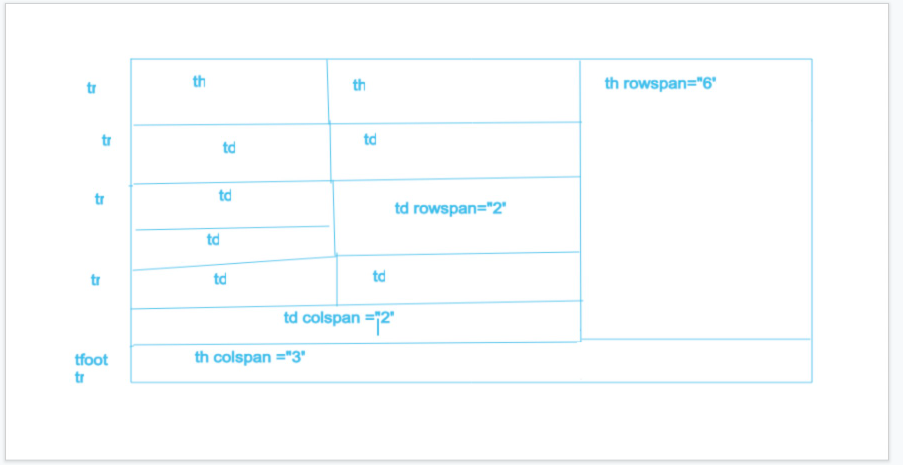 tr
th
th
th rowspan="6"
tr
td
td
tr
td
td rowspan="2"
td
tr
td
td
td colspan ="2"
tfoot
tr
th colspan ="3"